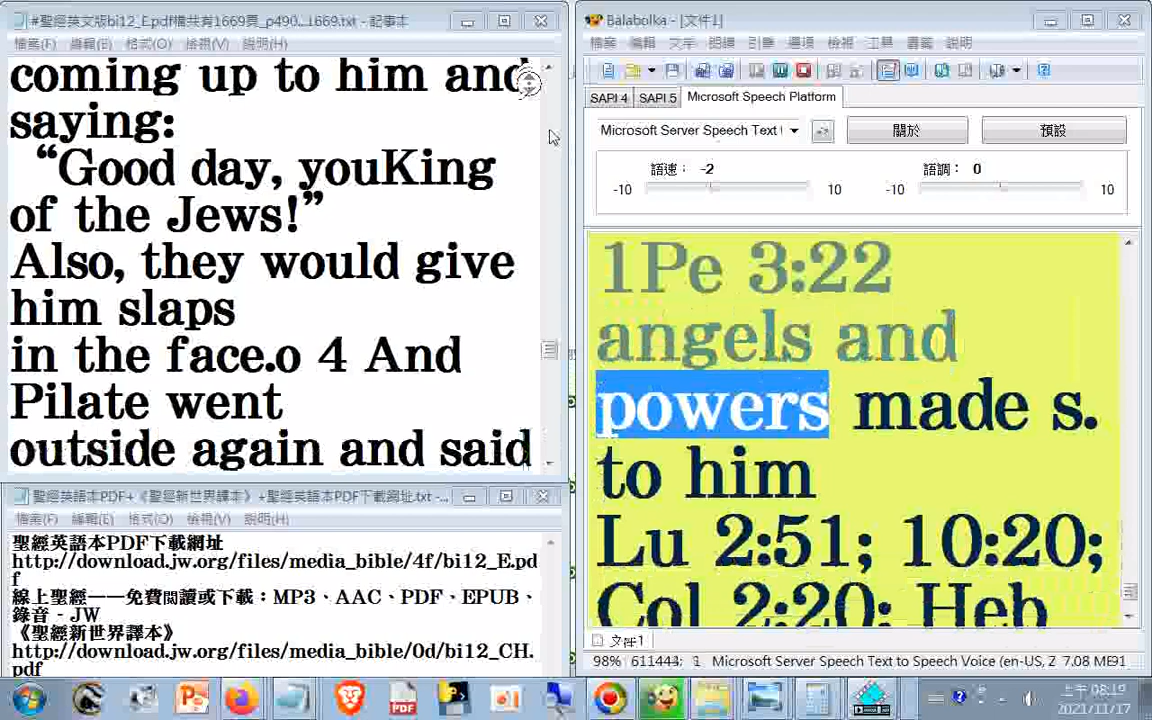 #聖經英文版bi12_E.pdf檔共有1669頁_p490...1669.txt - 記事本
檔案(F) 編輯(E) 格式(O) 檢視(V) 說明(H)
coming up to him and
saying:
“Good day, youKing
of the Jews!”
Also, they would give
him slaps
in the face.o 4 And
Pilate went
outside again and said
聖經英語本PDF+《聖經新世界譯本》+聖經英語本PDF下載網址.txt -...
檔案(F) 編輯(E) 格式(O) 檢視(V) 說明(H)
聖經英語本PDF下載網址
http://download.jw.org/files/media_bible/4f/bi12_E.pd
f
線上聖經──免費閱讀或下載：MP3、AAC、PDF、EPUB、
錄音 - JW
《聖經新世界譯本》
http://download.jw.org/files/media_bible/0d/bi12_CH.
pdf
Balabolka - [文件1]
檔案 編輯 文字 朗讀 引擎 選項 檢視 工具 書籤 說明
SAPI 4 SAPI 5 Microsoft Speech Platform
Microsoft Server Speech Text 關於 預設
語速： -2 語調： 0
-10 10 -10 10
1Pe 3:22
angels and
powers made s.
to him
Lu 2:51; 10:20;
Col 2:20; Heb
文件1
98% 611443; 1 Microsoft Server Speech Text to Speech Voice (en-US, Z 7.08 ME91
PDF
上午 08:19
2021/11/17